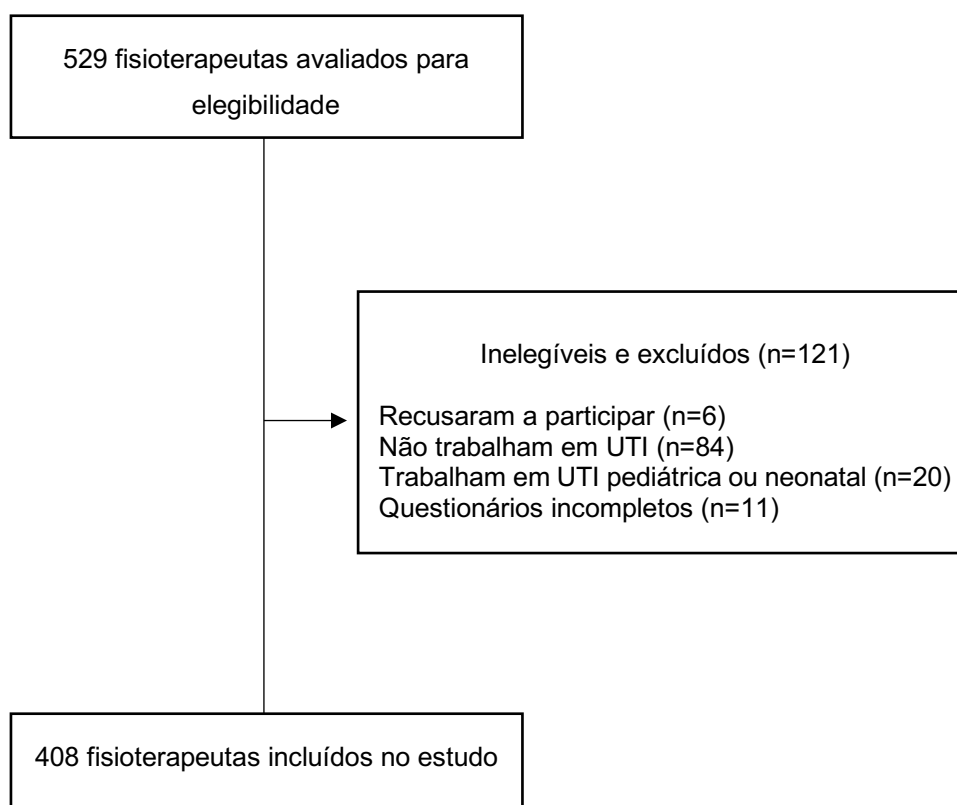 529 fisioterapeutas avaliados para
elegibilidade
Inelegíveis e excluídos (n=121)
Recusaram a participar (n=6)
Não trabalham em UTI (n=84)
Trabalham em UTI pediátrica ou neonatal (n=20)
Questionários incompletos (n=11)
408 fisioterapeutas incluídos no estudo